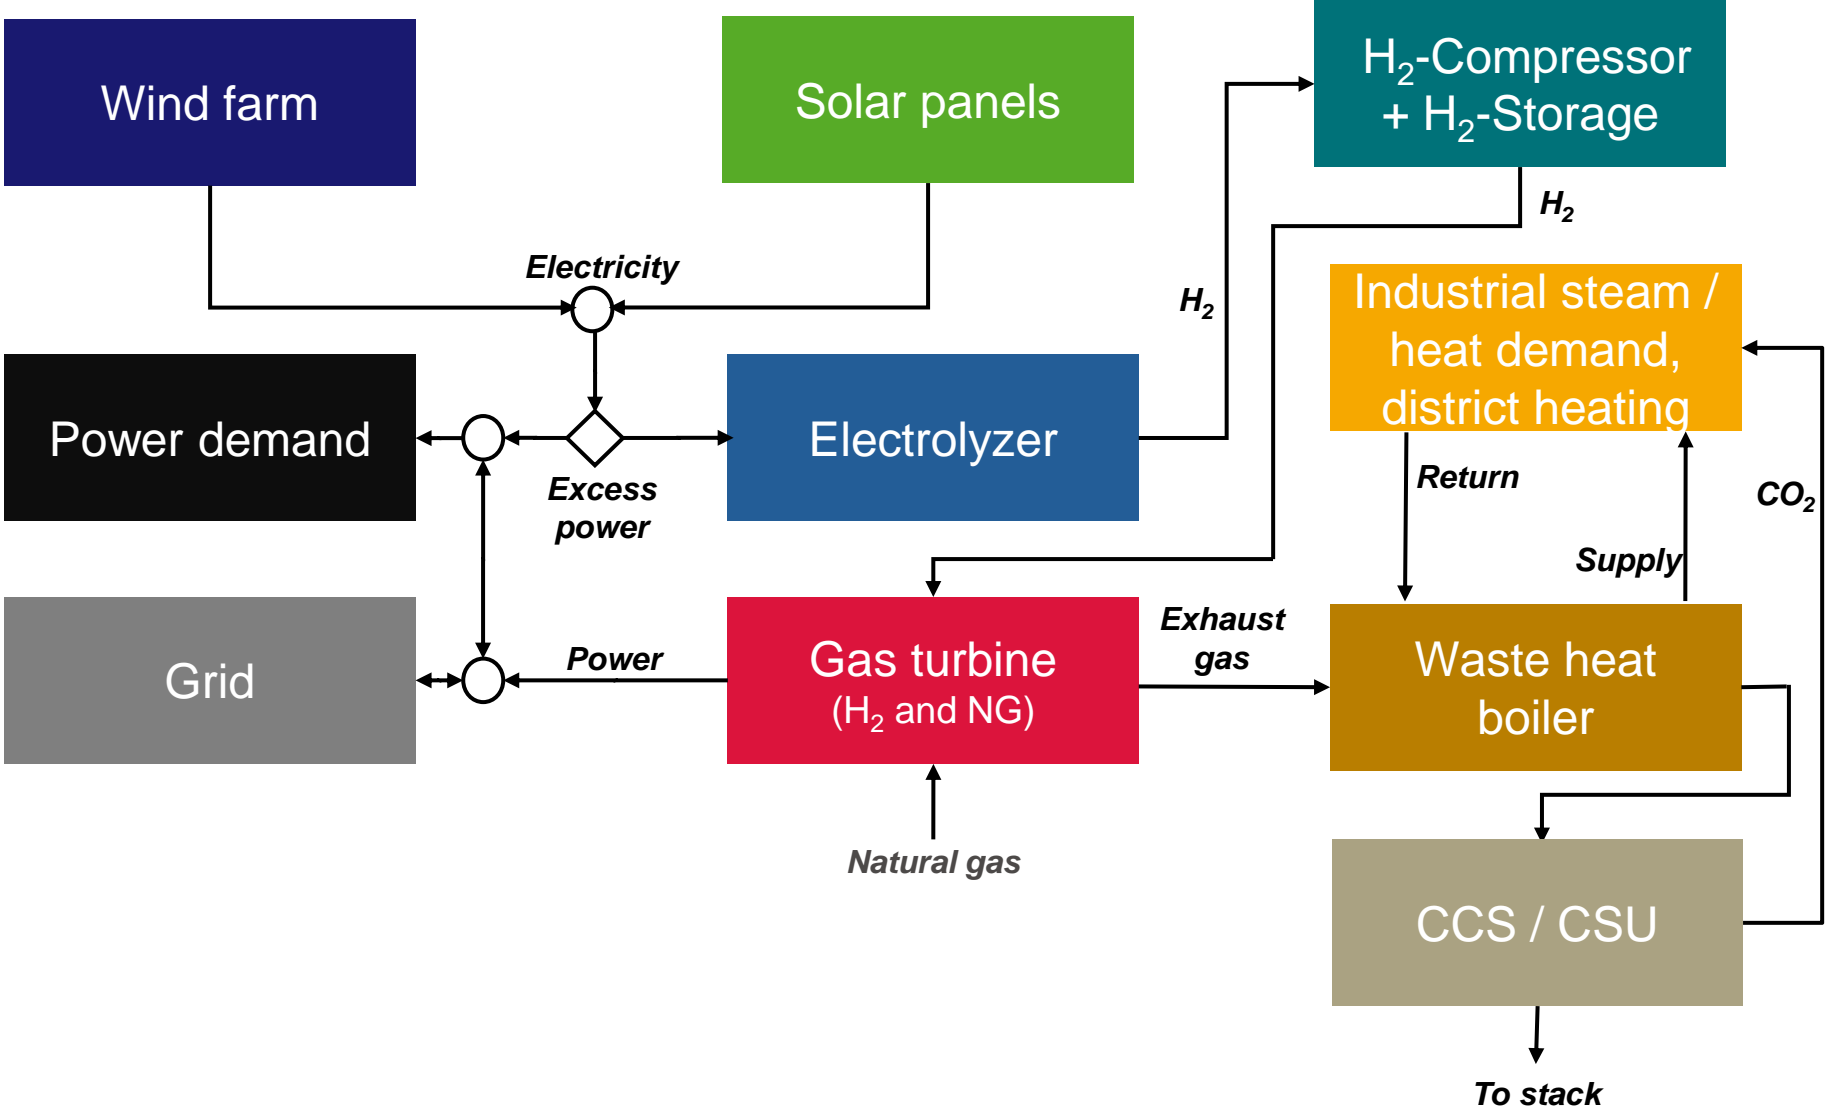 Wind farm
Solar panels
H₂-Compressor
+ H₂-Storage
H₂
Electricity
H₂
Industrial steam /
heat demand,
district heating
Power demand
Electrolyzer
Excess
power
Return
CO₂
Supply
Grid
Power
Gas turbine
(H₂ and NG)
Exhaust
gas
Waste heat
boiler
Natural gas
CCS / CSU
To stack